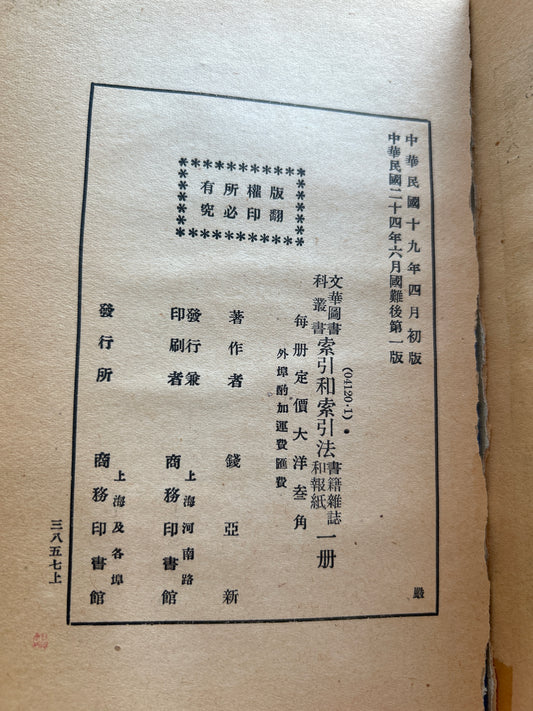 中華民國十九年四月初版
中華民國二十四年六月國難後第一版
(04120·1)
文華圖書科叢書 索引和索引法 書籍雜誌和報紙 一册
每册定價大洋叁角
外埠酌加運費匯費
版權所有
翻印必究
著作者 錢亞新
發行兼印刷者 上海河南路 商務印書館
發行所 上海及各埠 商務印書館
三八五七上